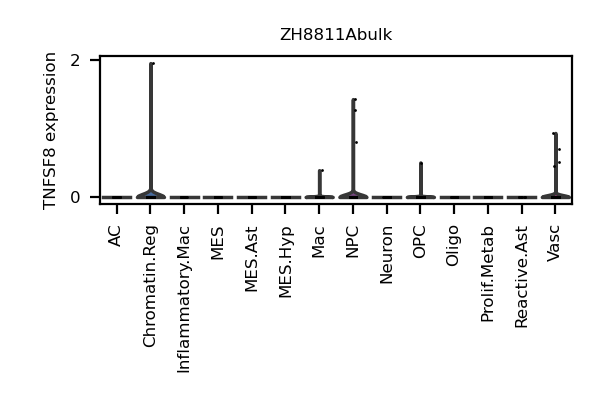 ZH8811Abulk
TNFSF8 expression
2
0
AC
Chromatin.Reg
Inflammatory.Mac
MES
MES.Ast
MES.Hyp
Mac
NPC
Neuron
OPC
Oligo
Prolif.Metab
Reactive.Ast
Vasc